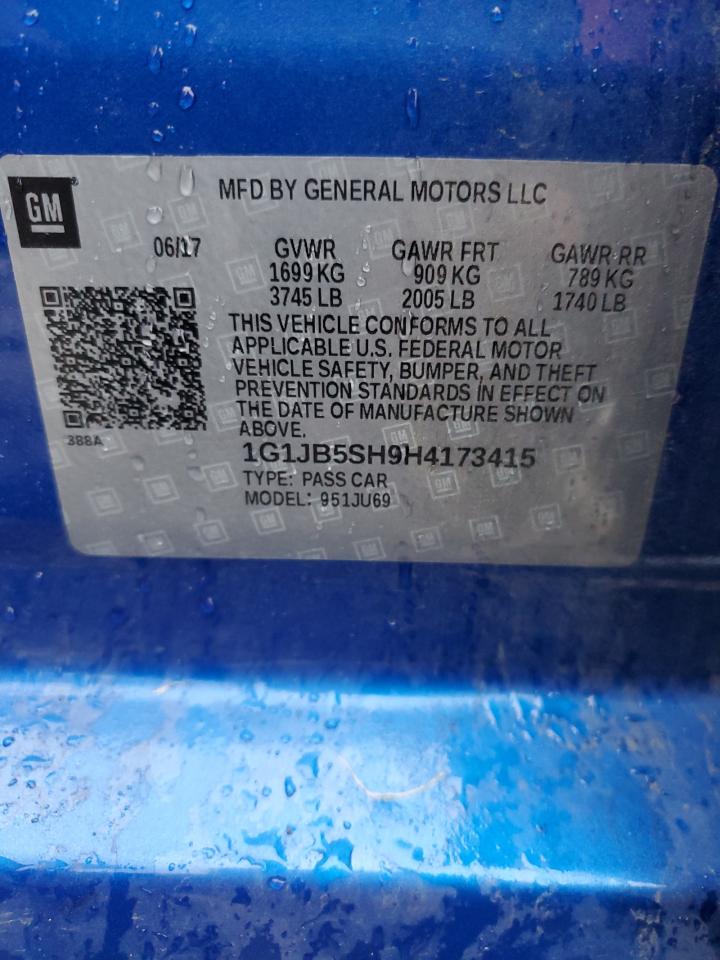 GM
MFD BY GENERAL MOTORS LLC
06/17 GVWR GAWR FRT GAWR RR
1699 KG 909 KG 789 KG
3745 LB 2005 LB 1740 LB
THIS VEHICLE CONFORMS TO ALL
APPLICABLE U.S. FEDERAL MOTOR
VEHICLE SAFETY, BUMPER, AND THEFT
PREVENTION STANDARDS IN EFFECT ON
THE DATE OF MANUFACTURE SHOWN
ABOVE.
388A
1G1JB5SH9H4173415
TYPE: PASS CAR
MODEL: 951JU69